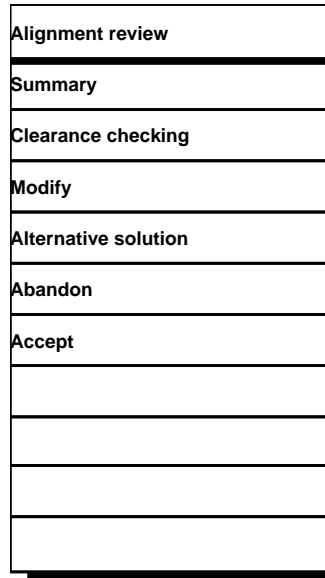 Alignment review
Summary
Clearance checking
Modify
Alternative solution
Abandon
Accept